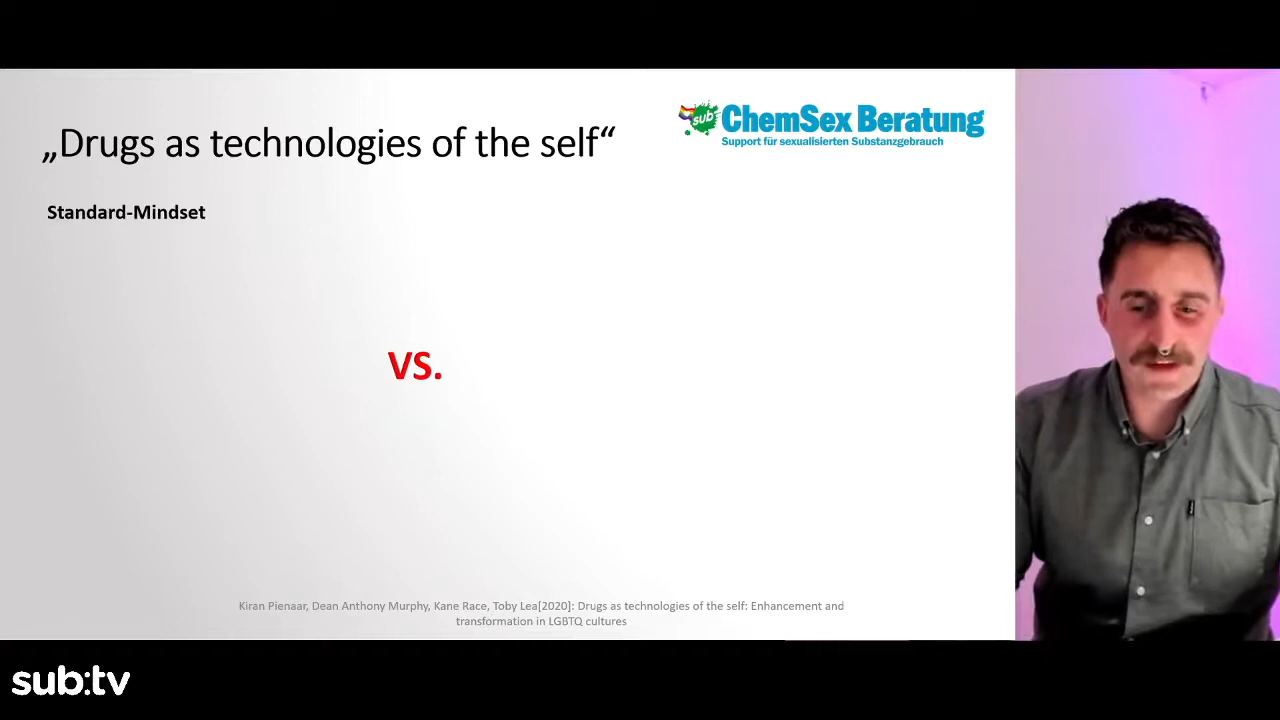 „Drugs as technologies of the self“
sub
ChemSex Beratung
Support für sexualisierten Substanzgebrauch
Standard-Mindset
VS.
Kiran Pienaar, Dean Anthony Murphy, Kane Race, Toby Lea[2020]: Drugs as technologies of the self: Enhancement and
transformation in LGBTQ cultures
sub:tv